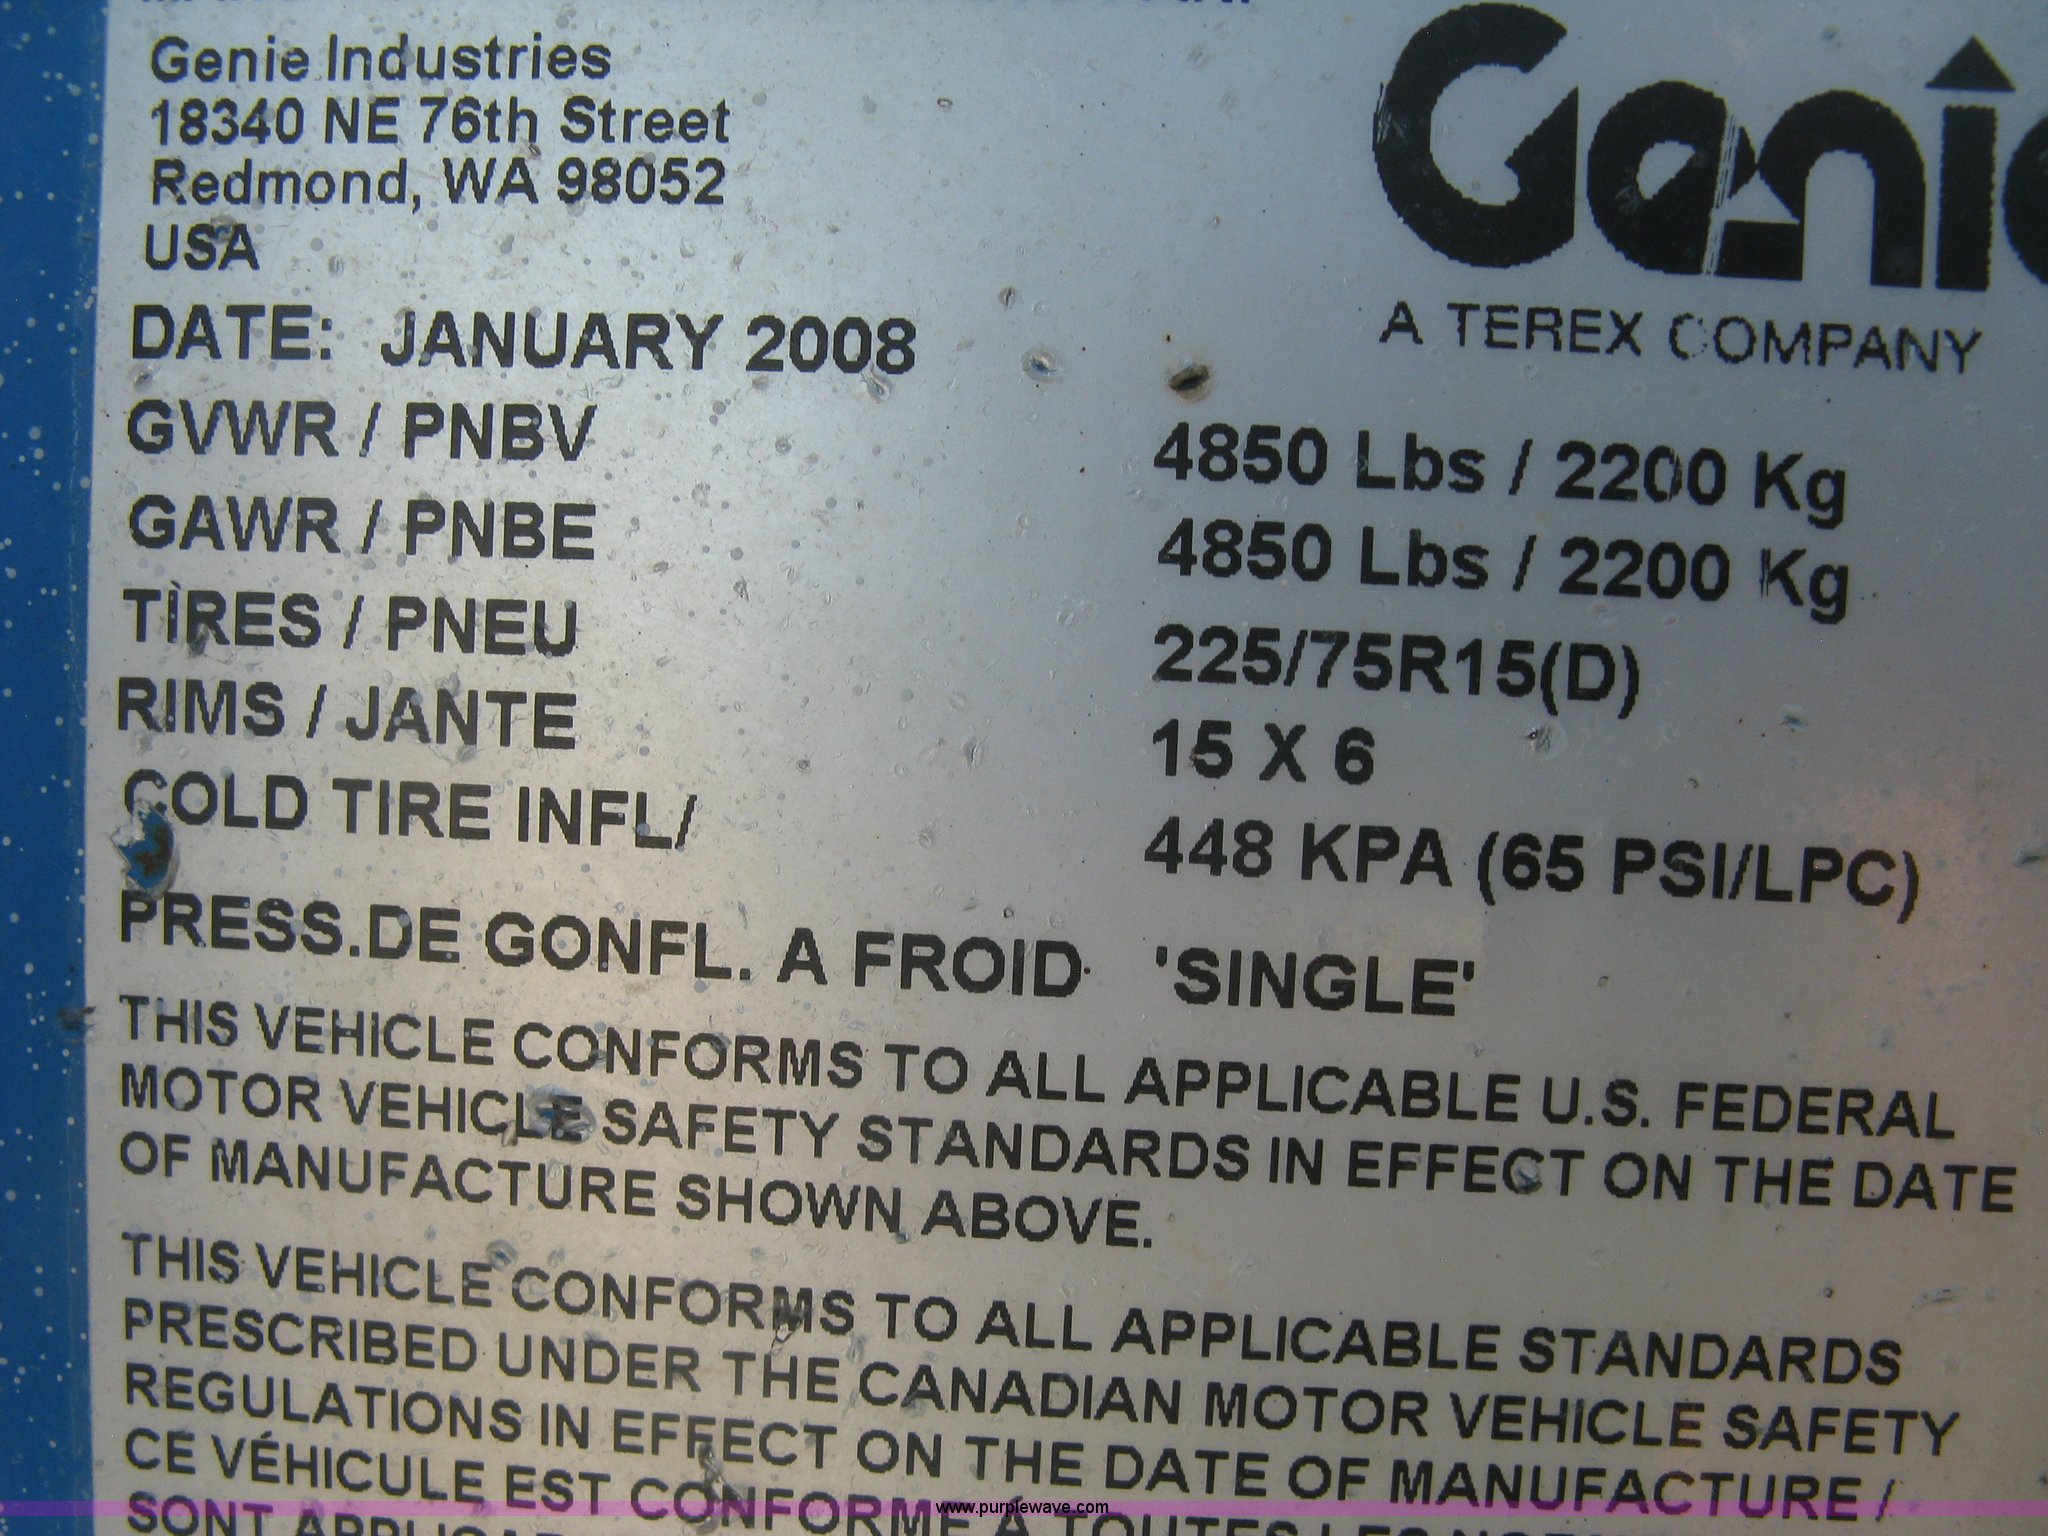 Genie Industries
18340 NE 76th Street
Redmond, WA 98052
USA
Genie
A TEREX COMPANY
DATE: JANUARY 2008
GVWR / PNBV 4850 Lbs / 2200 Kg
GAWR / PNBE 4850 Lbs / 2200 Kg
TIRES / PNEU 225/75R15(D)
RIMS / JANTE 15 X 6
COLD TIRE INFL/ 448 KPA (65 PSI/LPC)
PRESS.DE GONFL. A FROID 'SINGLE'
THIS VEHICLE CONFORMS TO ALL APPLICABLE U.S. FEDERAL
MOTOR VEHICLE SAFETY STANDARDS IN EFFECT ON THE DATE
OF MANUFACTURE SHOWN ABOVE.
THIS VEHICLE CONFORMS TO ALL APPLICABLE STANDARDS
PRESCRIBED UNDER THE CANADIAN MOTOR VEHICLE SAFETY
REGULATIONS IN EFFECT ON THE DATE OF MANUFACTURE /
CE VÉHICULE EST CONFORME Á TOUTES LES
SONT
www.purplewave.com